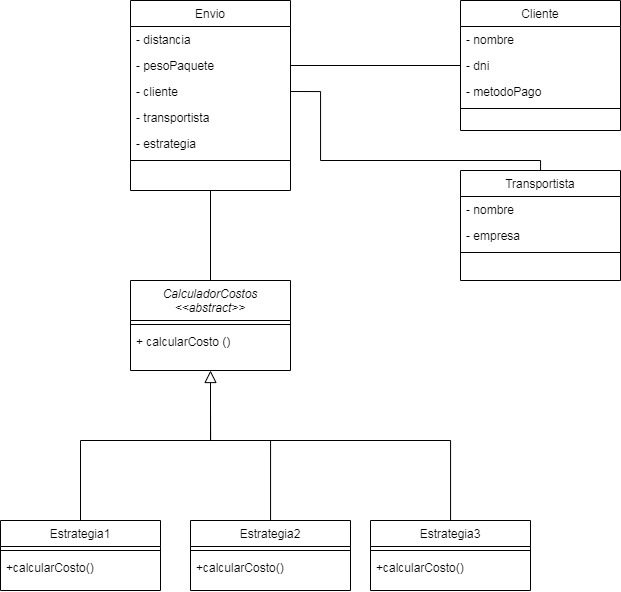 Envio
- distancia
- pesoPaquete
- cliente
- transportista
- estrategia
Cliente
- nombre
- dni
- metodoPago
Transportista
- nombre
- empresa
CalculadorCostos
<<abstract>>
+ calcularCosto ()
Estrategia1
+calcularCosto()
Estrategia2
+calcularCosto()
Estrategia3
+calcularCosto()